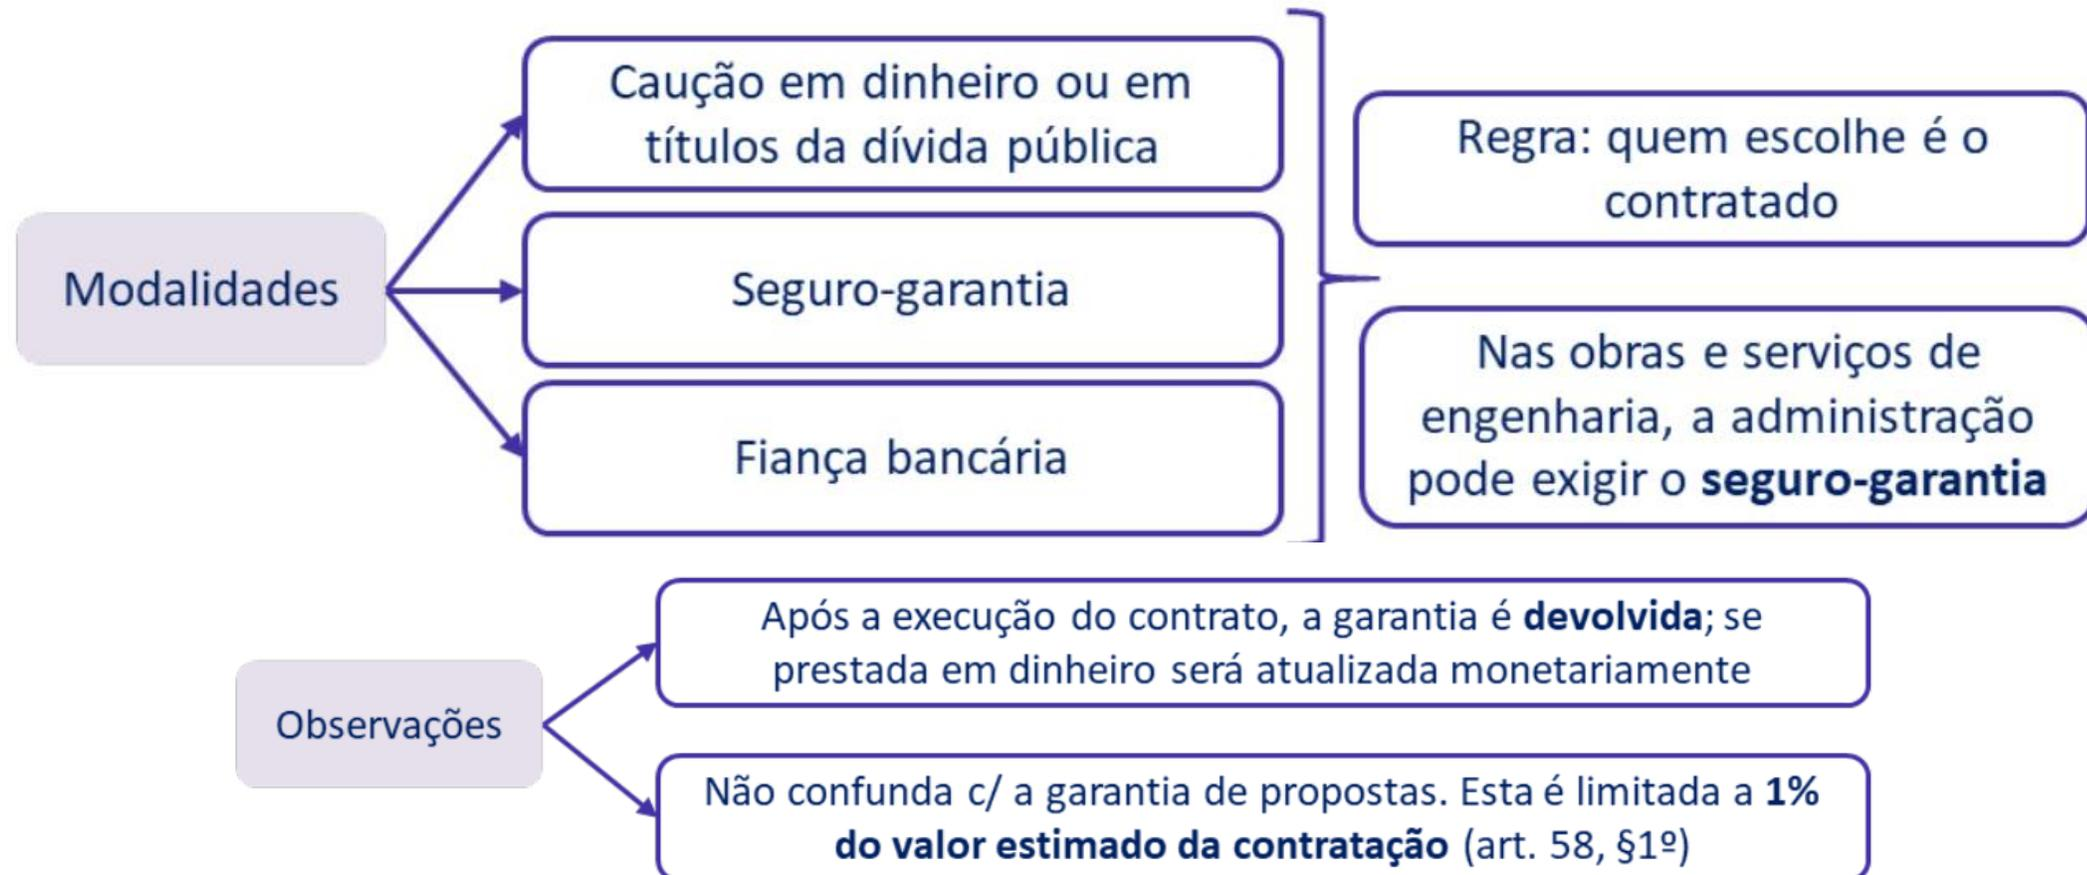 Modalidades
Caução em dinheiro ou em
títulos da dívida pública
Seguro-garantia
Fiança bancária
Regra: quem escolhe é o
contratado
Nas obras e serviços de
engenharia, a administração
pode exigir o seguro-garantia
Observações
Após a execução do contrato, a garantia é devolvida; se
prestada em dinheiro será atualizada monetariamente
Não confunda c/ a garantia de propostas. Esta é limitada a 1%
do valor estimado da contratação (art. 58, §1º)